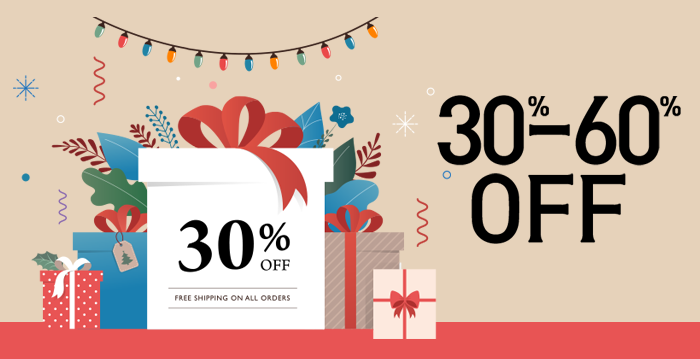 30%
OFF
FREE SHIPPING ON ALL ORDERS
30%–60%
OFF